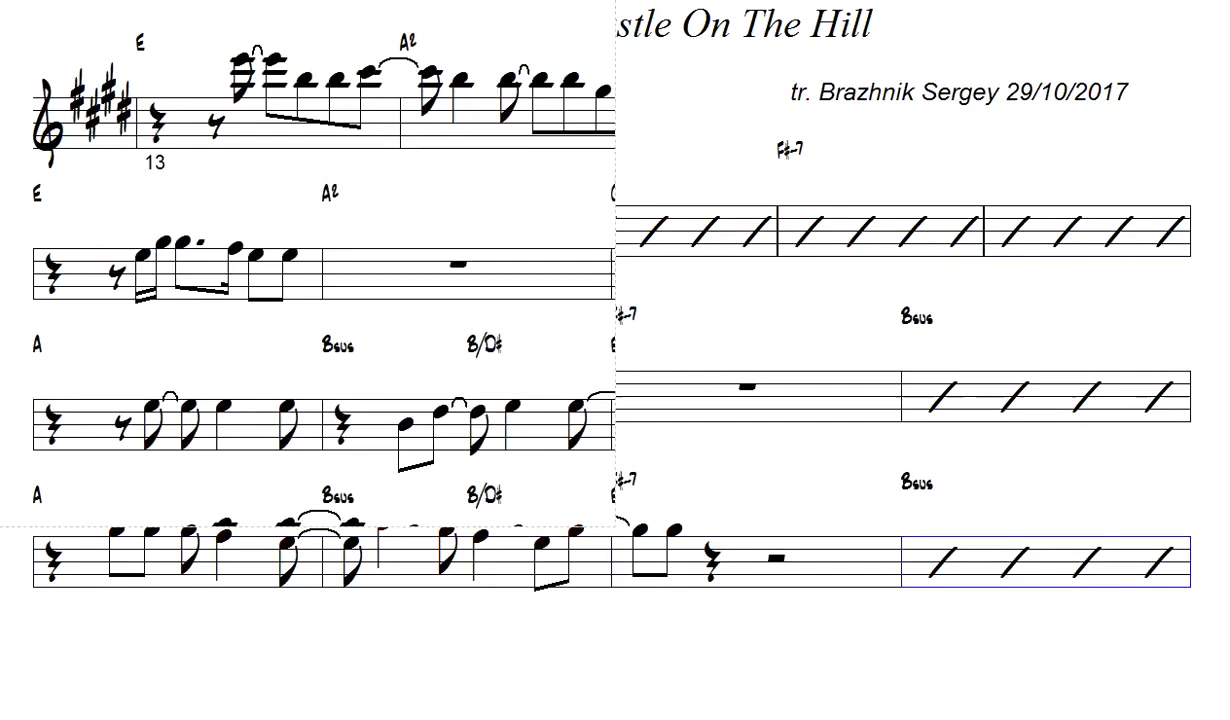 stle On The Hill
E A2
tr. Brazhnik Sergey 29/10/2017
F#-7
13
E A2
#-7 Bsus
A Bsus B/D#
#-7 Bsus
A Bsus B/D#